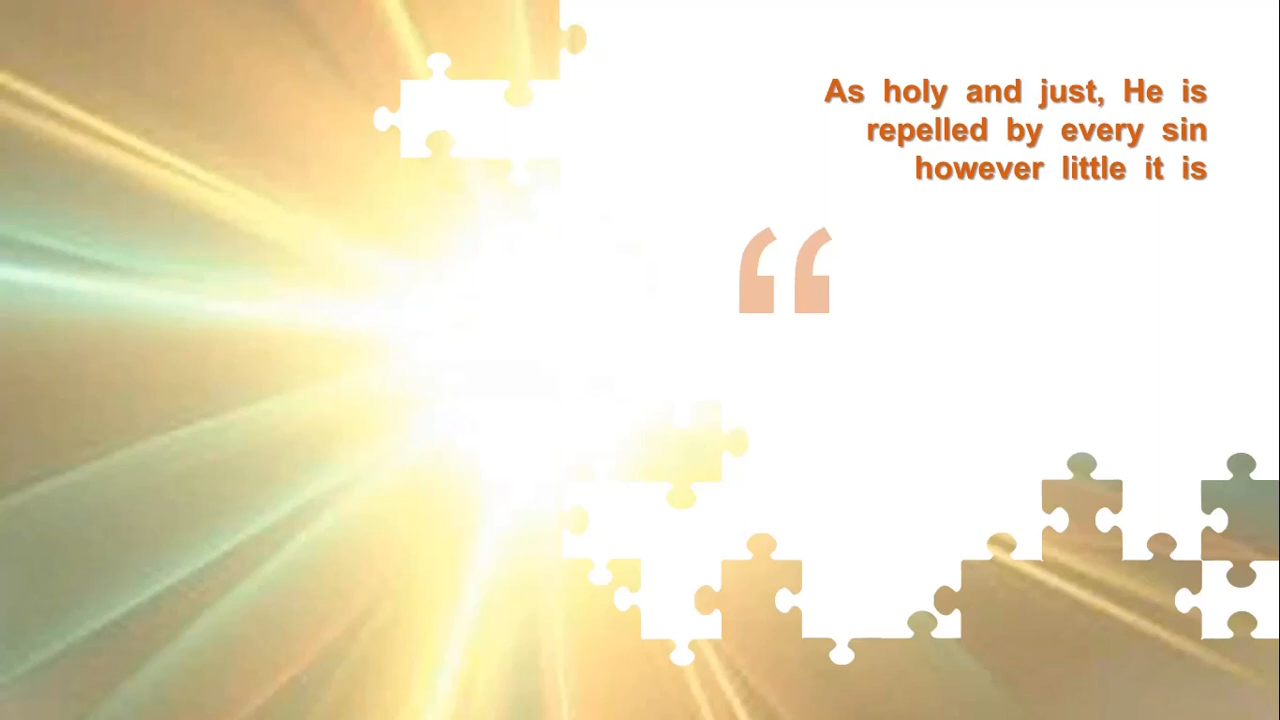 As holy and just, He is
repelled by every sin
however little it is
“